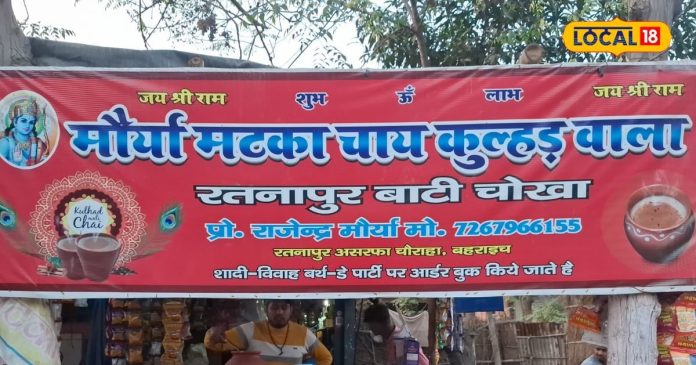 LOCAL 18
जय श्री राम शुभ ॐ लाभ जय श्री राम
मौर्या मटका चाय कुल्हड़ वाला
रतनापुर बाटी चोखा
Kulhad wali Chai
प्रो. राजेन्द्र मौर्या मो. 7267966155
रतनापुर असरफा चौराहा, बहराइच
शादी-विवाह बर्थ-डे पार्टी पर आर्डर बुक किये जाते है